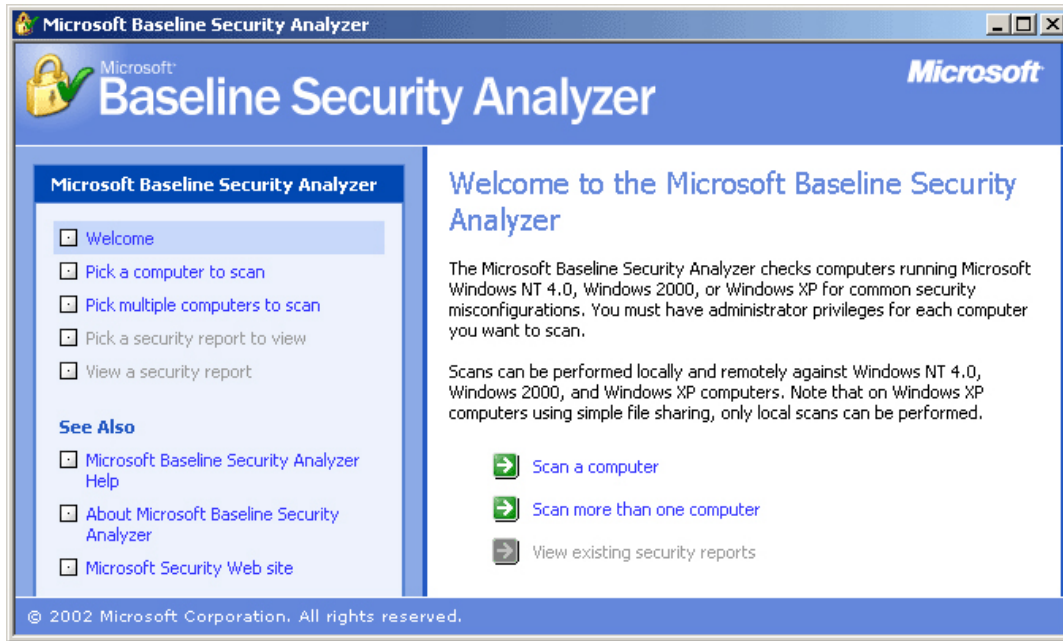 Microsoft Baseline Security Analyzer
Microsoft
Baseline Security Analyzer
Microsoft
Microsoft Baseline Security Analyzer
Welcome
Pick a computer to scan
Pick multiple computers to scan
Pick a security report to view
View a security report
See Also
Microsoft Baseline Security Analyzer
Help
About Microsoft Baseline Security
Analyzer
Microsoft Security Web site
Welcome to the Microsoft Baseline Security
Analyzer
The Microsoft Baseline Security Analyzer checks computers running Microsoft
Windows NT 4.0, Windows 2000, or Windows XP for common security
misconfigurations. You must have administrator privileges for each computer
you want to scan.
Scans can be performed locally and remotely against Windows NT 4.0,
Windows 2000, and Windows XP computers. Note that on Windows XP
computers using simple file sharing, only local scans can be performed.
Scan a computer
Scan more than one computer
View existing security reports
© 2002 Microsoft Corporation. All rights reserved.